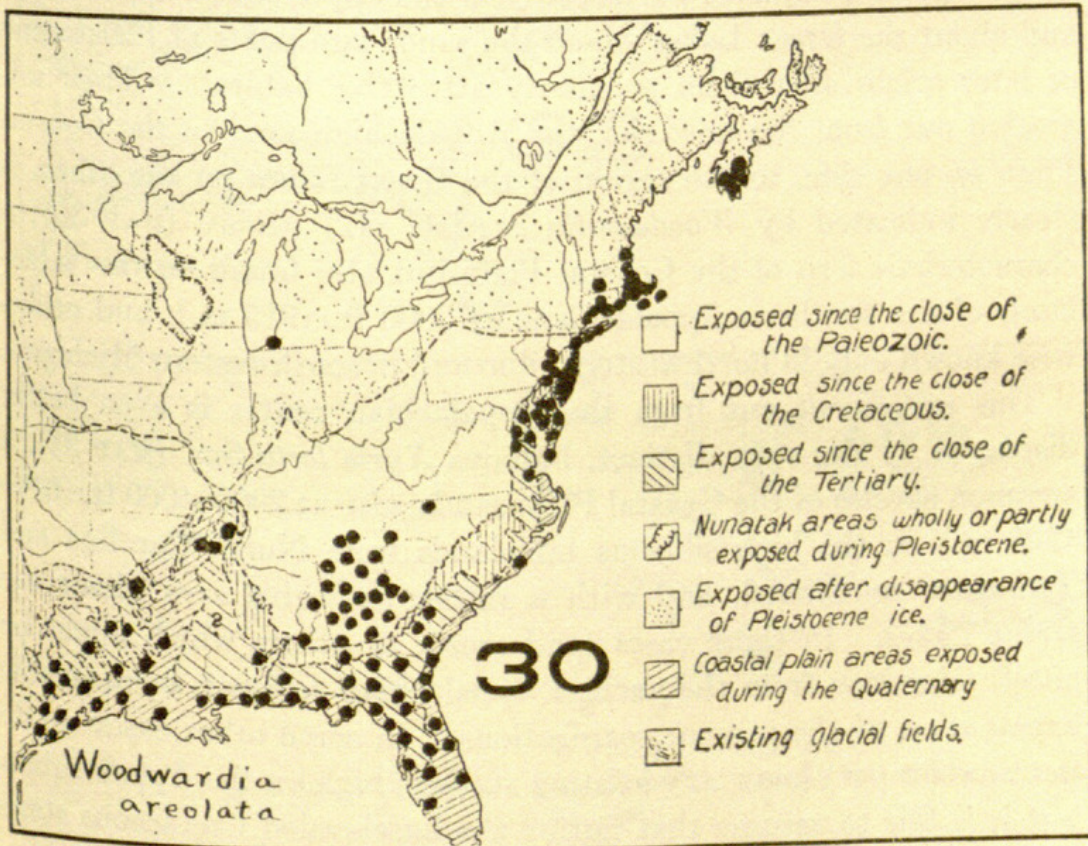 Exposed since the close of
the Paleozoic.
Exposed since the close of
the Cretaceous.
Exposed since the close of
the Tertiary.
Nunatak areas wholly or partly
exposed during Pleistocene.
Exposed after disappearance
of Pleistocene ice.
Coastal plain areas exposed
during the Quaternary
Existing glacial fields.
30
2
4
Woodwardia
areolata